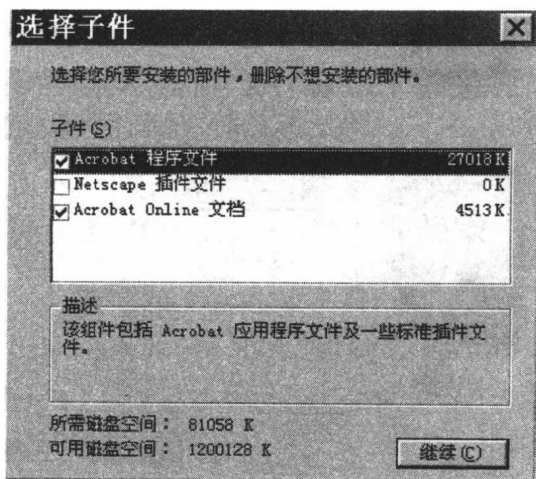 选择子件
选择您所要安装的部件，删除不想安装的部件。
子件(S)
Acrobat 程序文件 27018K
Netscape 插件文件 0K
Acrobat Online 文档 4513K
描述
该组件包括 Acrobat 应用程序文件及一些标准插件文
件。
所需磁盘空间： 81058 K
可用磁盘空间： 1200128 K
继续(C)